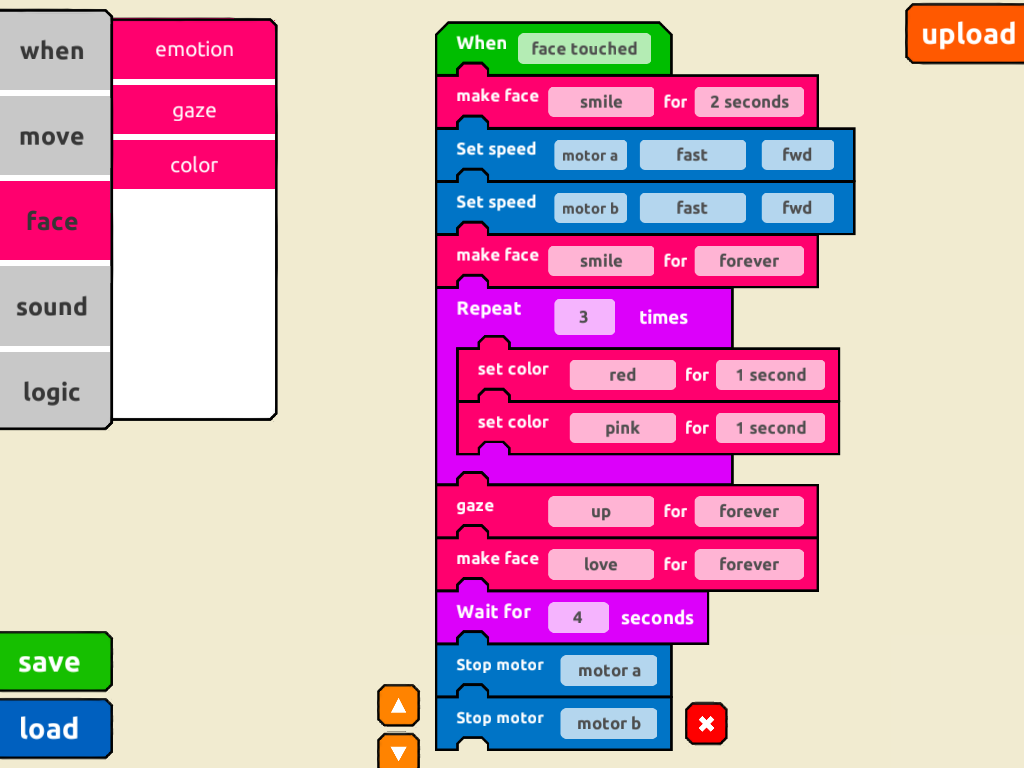 when
move
face
sound
logic
emotion
gaze
color
upload
When face touched
make face smile for 2 seconds
Set speed motor a fast fwd
Set speed motor b fast fwd
make face smile for forever
Repeat 3 times
set color red for 1 second
set color pink for 1 second
gaze up for forever
make face love for forever
Wait for 4 seconds
Stop motor motor a
Stop motor motor b
save
load